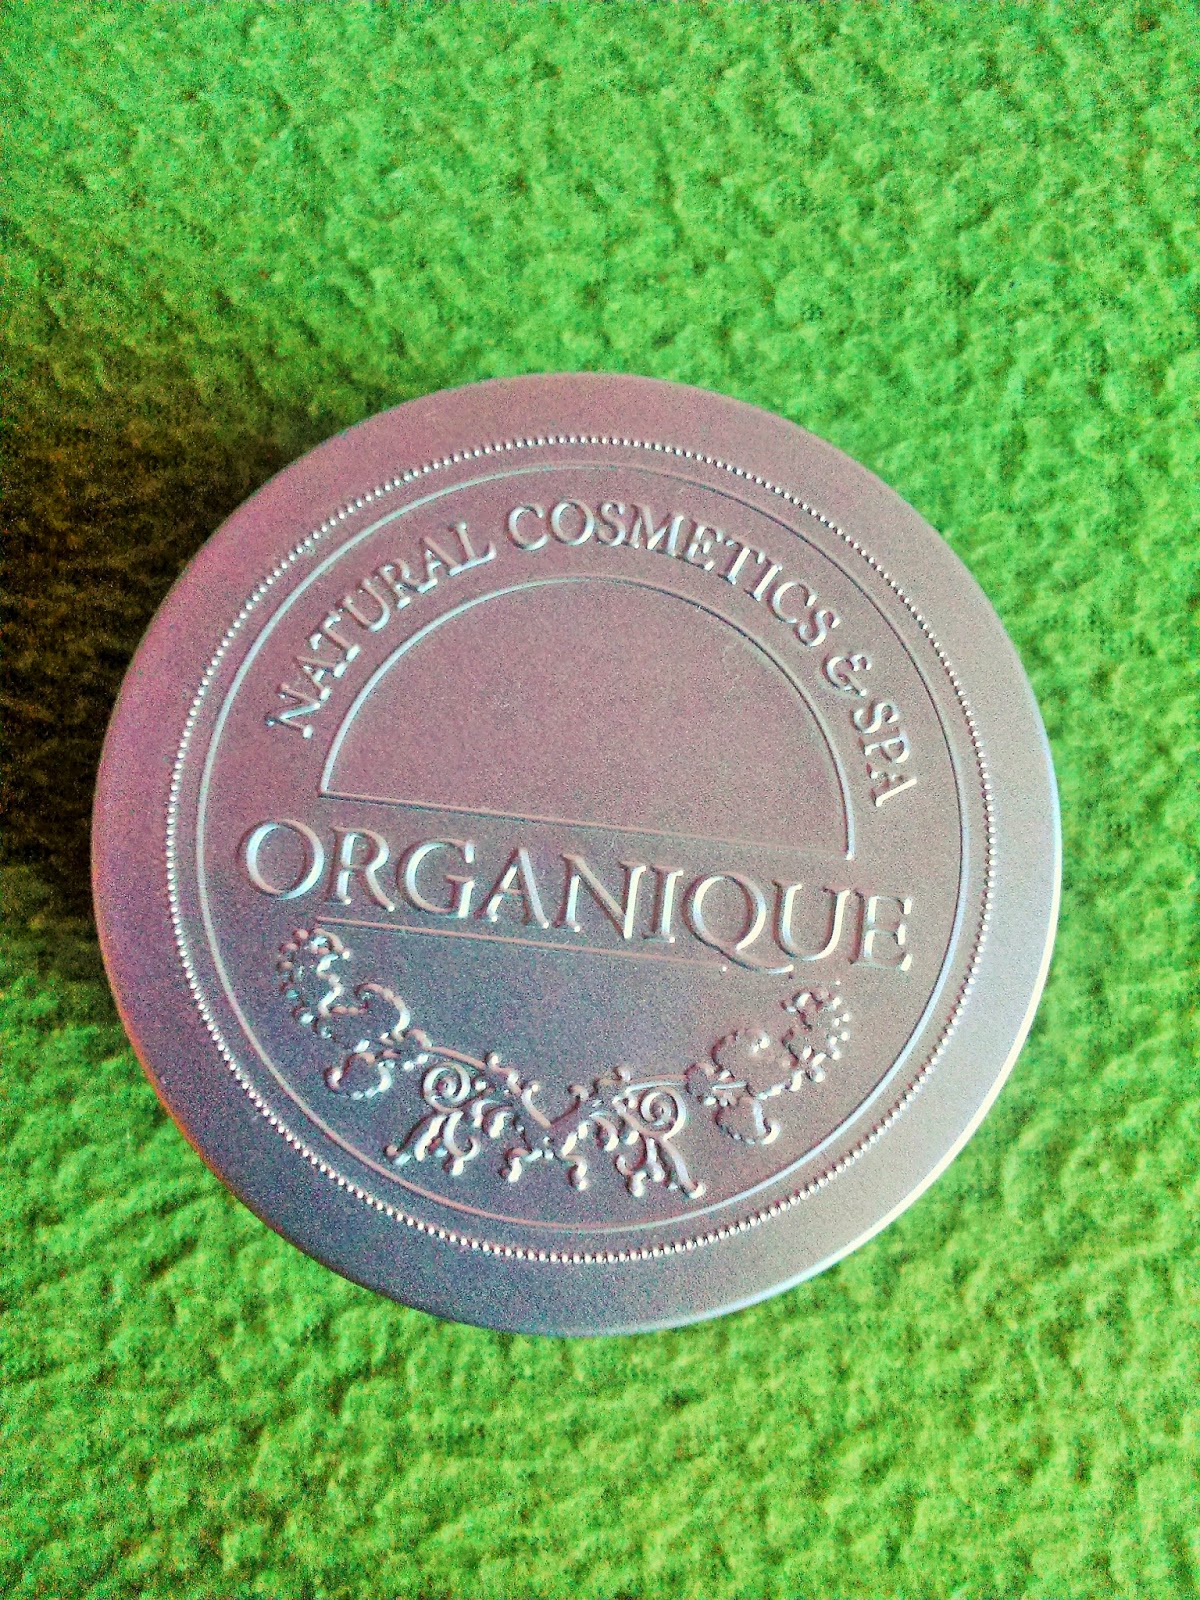 NATURAL COSMETICS & SPA
ORGANIQUE